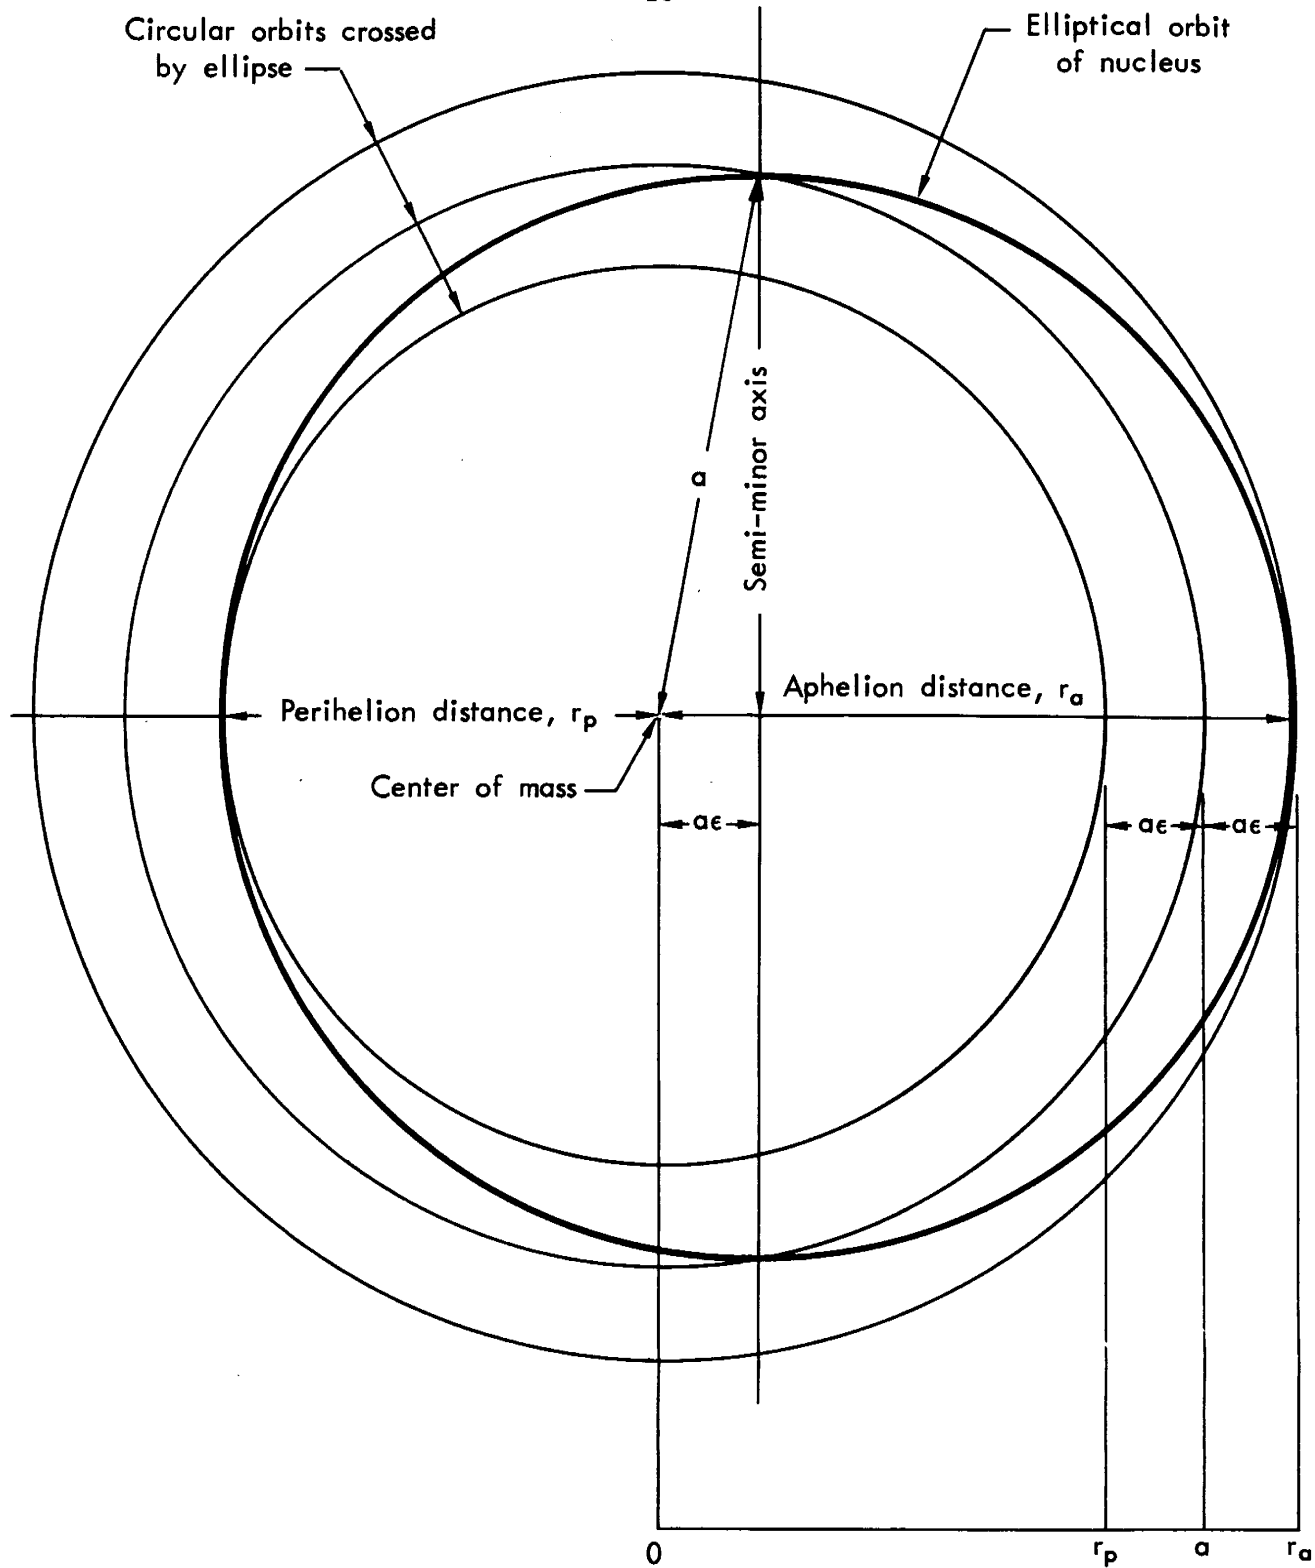 Circular orbits crossed
by ellipse
Elliptical orbit
of nucleus
a
Semi-minor axis
Perihelion distance, rₚ
Aphelion distance, rₐ
Center of mass
aϵ
aϵ
aϵ
0
rₚ
a
rₐ